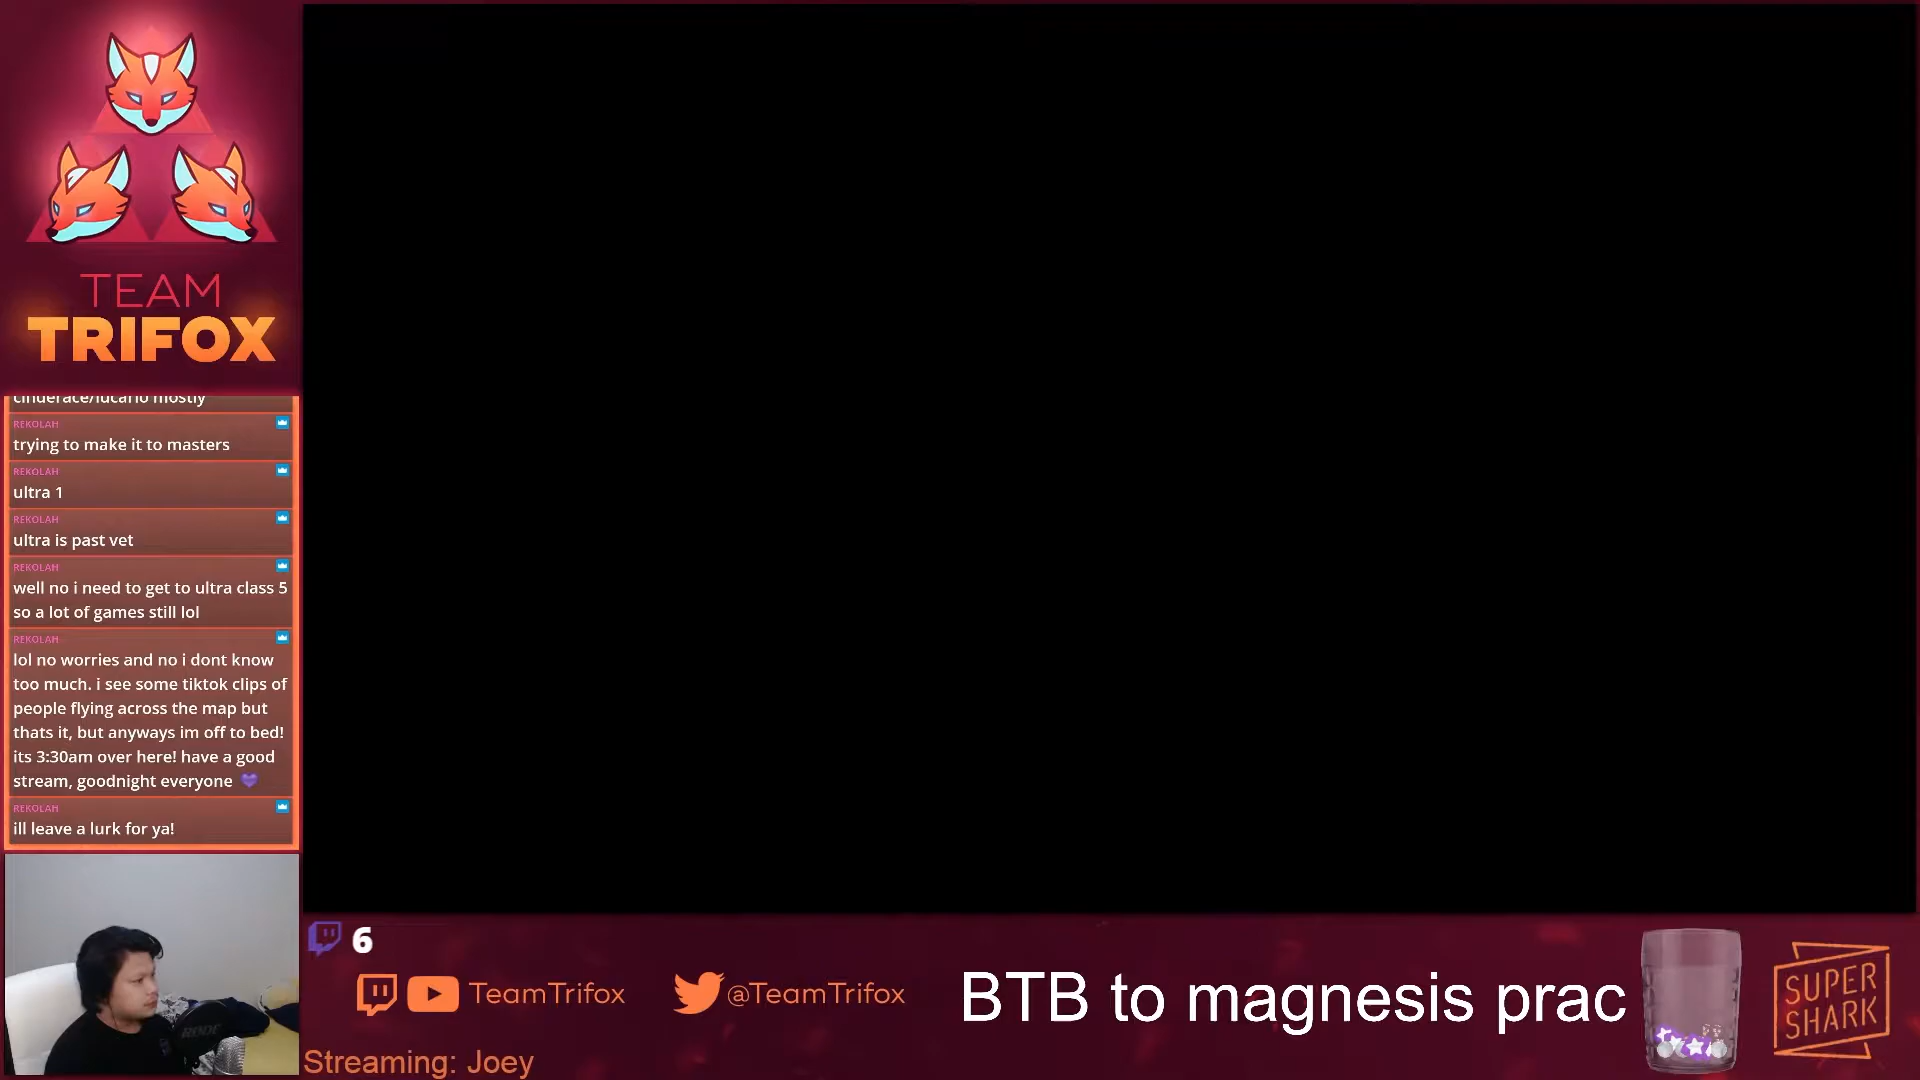 TEAM
TRIFOX
cinderace/lucario mostly
REKOLAH
trying to make it to masters
REKOLAH
ultra 1
REKOLAH
ultra is past vet
REKOLAH
well no i need to get to ultra class 5
so a lot of games still lol
REKOLAH
lol no worries and no i dont know
too much. i see some tiktok clips of
people flying across the map but
thats it, but anyways im off to bed!
its 3:30am over here! have a good
stream, goodnight everyone
REKOLAH
ill leave a lurk for ya!
RODE
6
TeamTrifox
@TeamTrifox
BTB to magnesis prac
SUPER
SHARK
Streaming: Joey